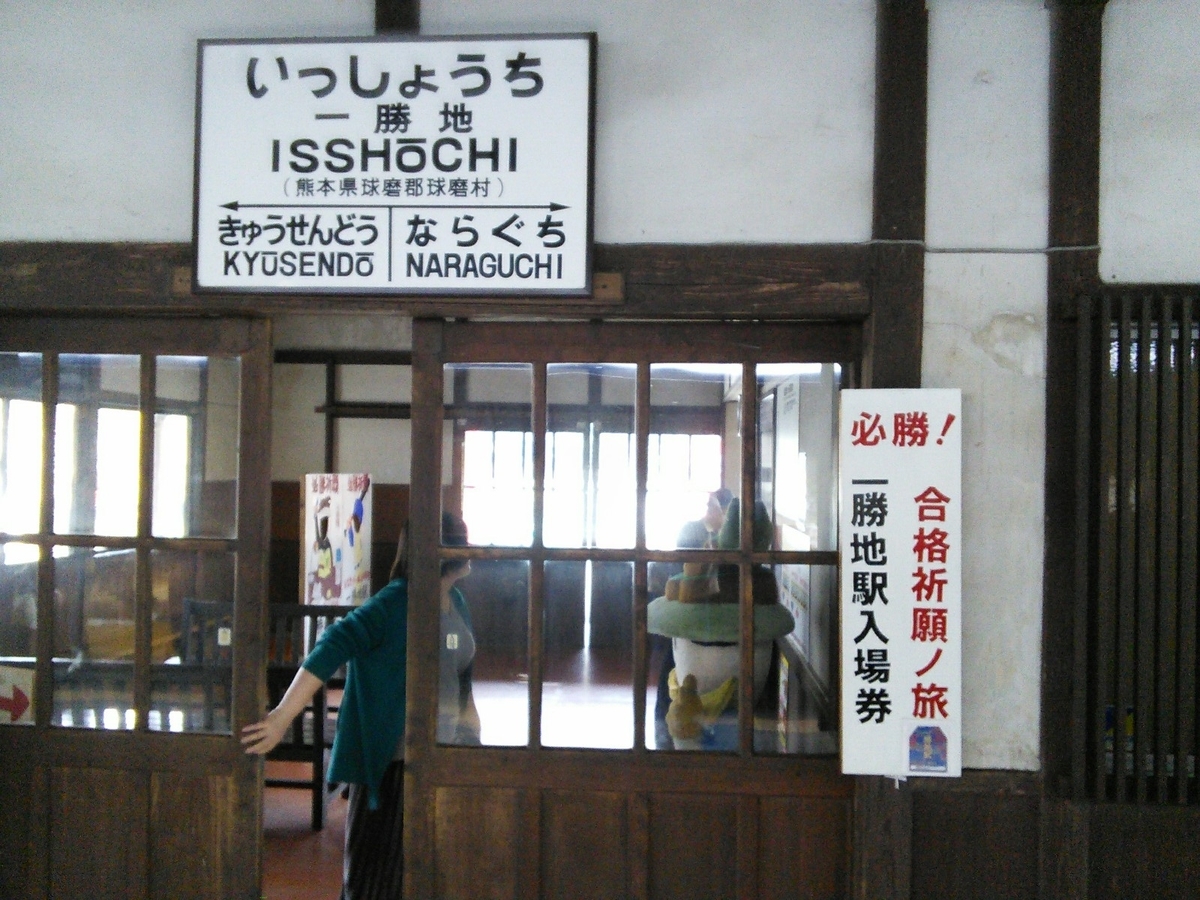 いっしょうち
一勝地
ISSHōCHI
（熊本県球磨郡球磨村）
きゅうせんどう
KYūSENDō
ならぐち
NARAGUCHI
必勝!
合格祈願ノ旅
一勝地駅入場券